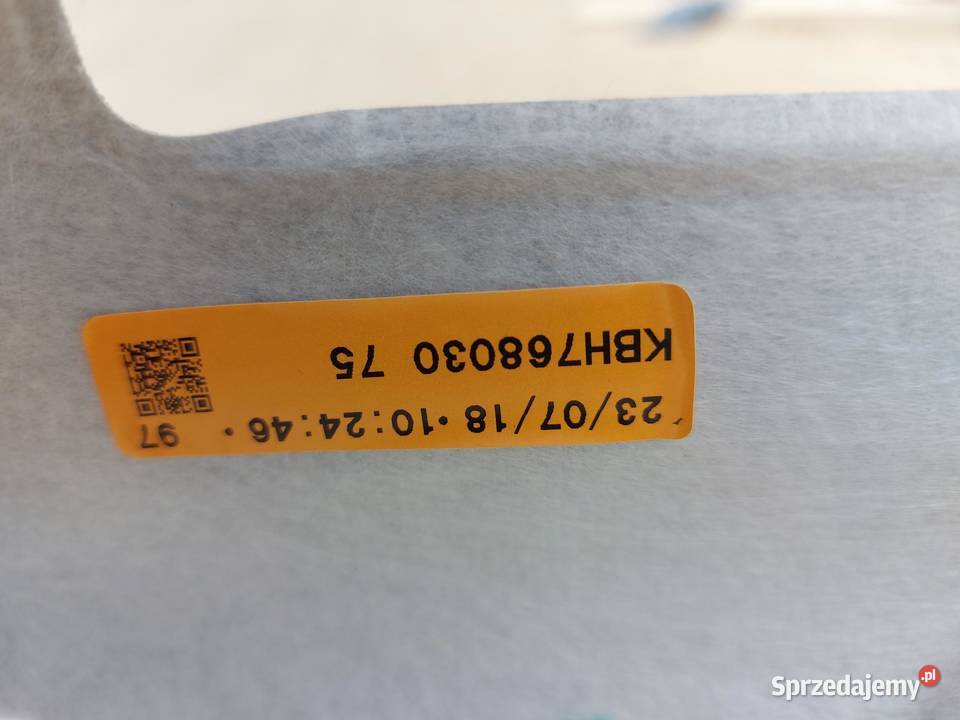 23/07/18•10:24:46 • 97
KBH768030 75
Sprzedajemy.pl